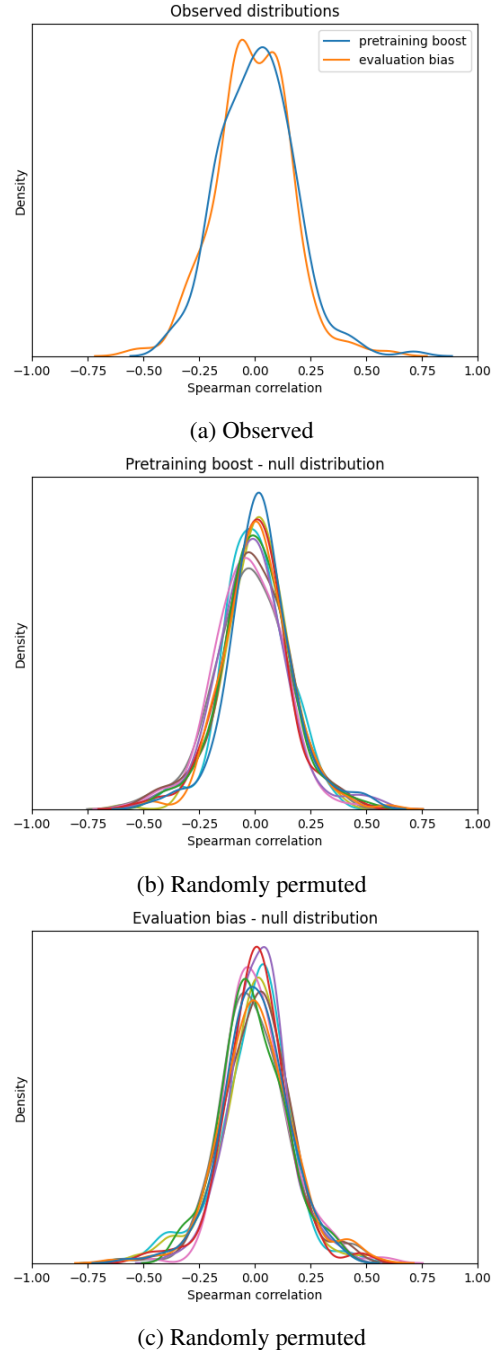 Observed distributions
pretraining boost
evaluation bias
Density
−1.00 −0.75 −0.50 −0.25 0.00 0.25 0.50 0.75 1.00
Spearman correlation
(a) Observed
Pretraining boost - null distribution
Density
−1.00 −0.75 −0.50 −0.25 0.00 0.25 0.50 0.75 1.00
Spearman correlation
(b) Randomly permuted
Evaluation bias - null distribution
Density
−1.00 −0.75 −0.50 −0.25 0.00 0.25 0.50 0.75 1.00
Spearman correlation
(c) Randomly permuted